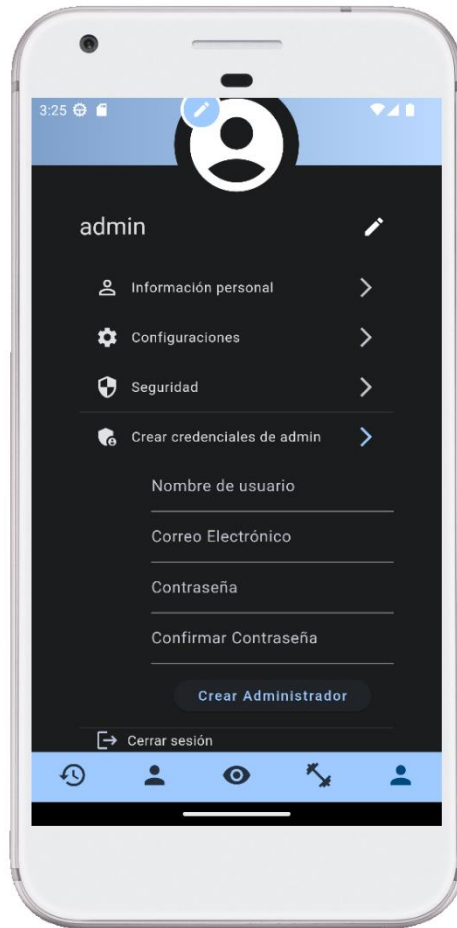 3:25
admin
Información personal
Configuraciones
Seguridad
Crear credenciales de admin
Nombre de usuario
Correo Electrónico
Contraseña
Confirmar Contraseña
Crear Administrador
Cerrar sesión